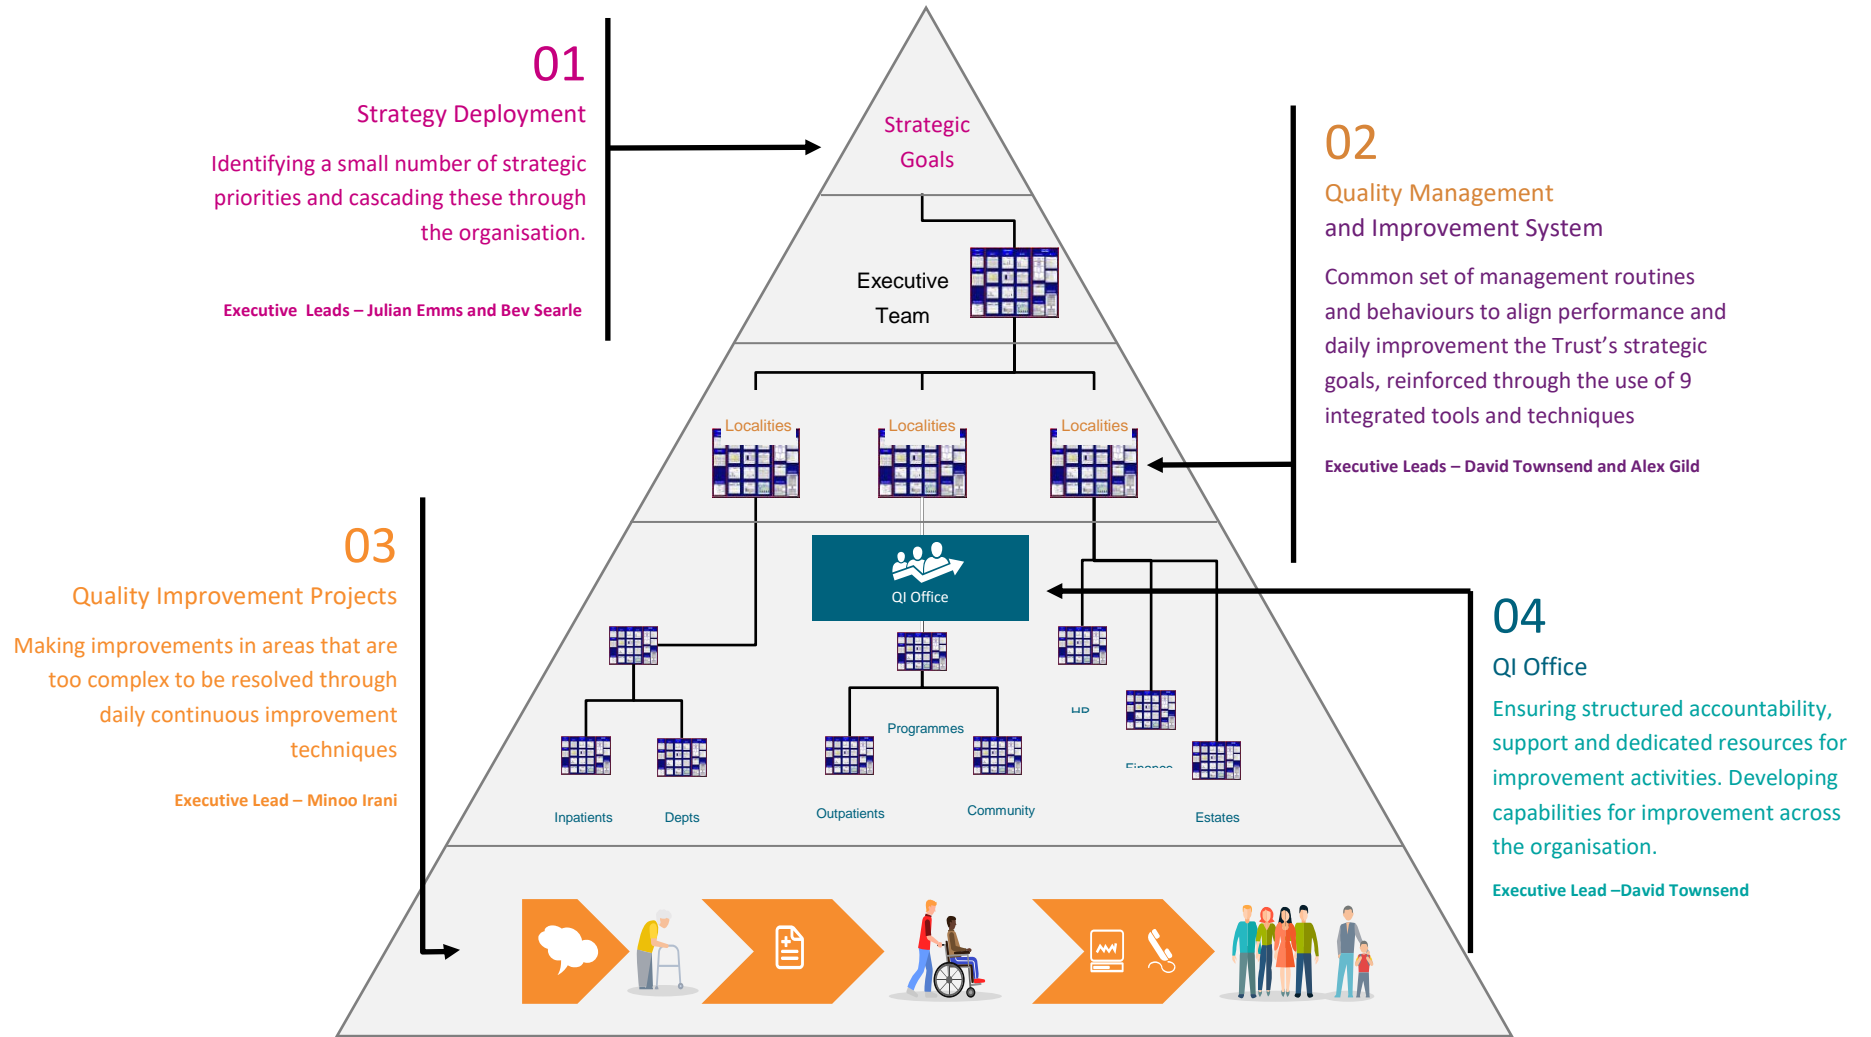 01
Strategy Deployment
Identifying a small number of strategic
priorities and cascading these through
the organisation.
Executive Leads – Julian Emms and Bev Searle
Strategic
Goals
02
Quality Management
and Improvement System
Common set of management routines
and behaviours to align performance and
daily improvement the Trust’s strategic
goals, reinforced through the use of 9
integrated tools and techniques
Executive Leads – David Townsend and Alex Gild
Executive
Team
Localities
Localities
Localities
03
Quality Improvement Projects
Making improvements in areas that are
too complex to be resolved through
daily continuous improvement
techniques
Executive Lead – Minoo Irani
QI Office
04
QI Office
Ensuring structured accountability,
support and dedicated resources for
improvement activities. Developing
capabilities for improvement across
the organisation.
Executive Lead –David Townsend
HR
Programmes
Finance
Inpatients
Depts
Outpatients
Community
Estates